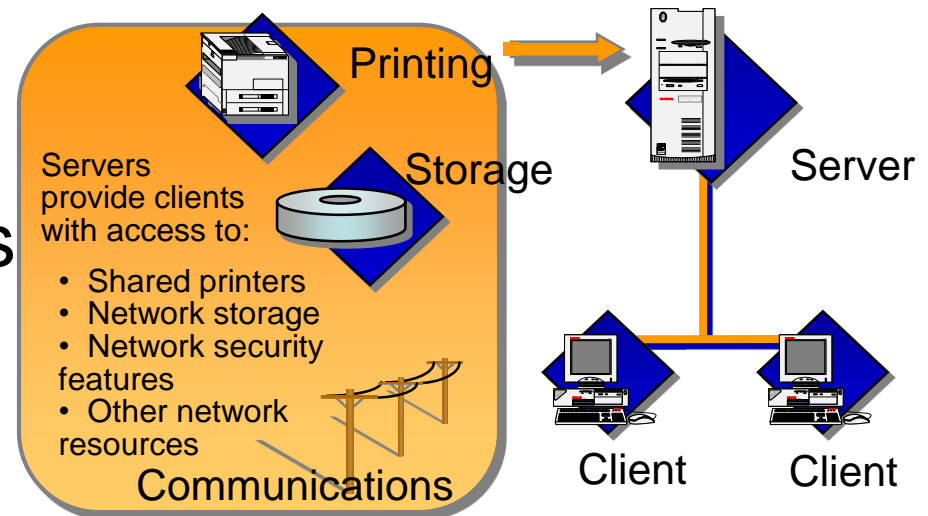 Printing
Storage
Server
Servers
provide clients
with access to:
s
• Shared printers
• Network storage
• Network security
features
• Other network
resources
Communications
Client
Client